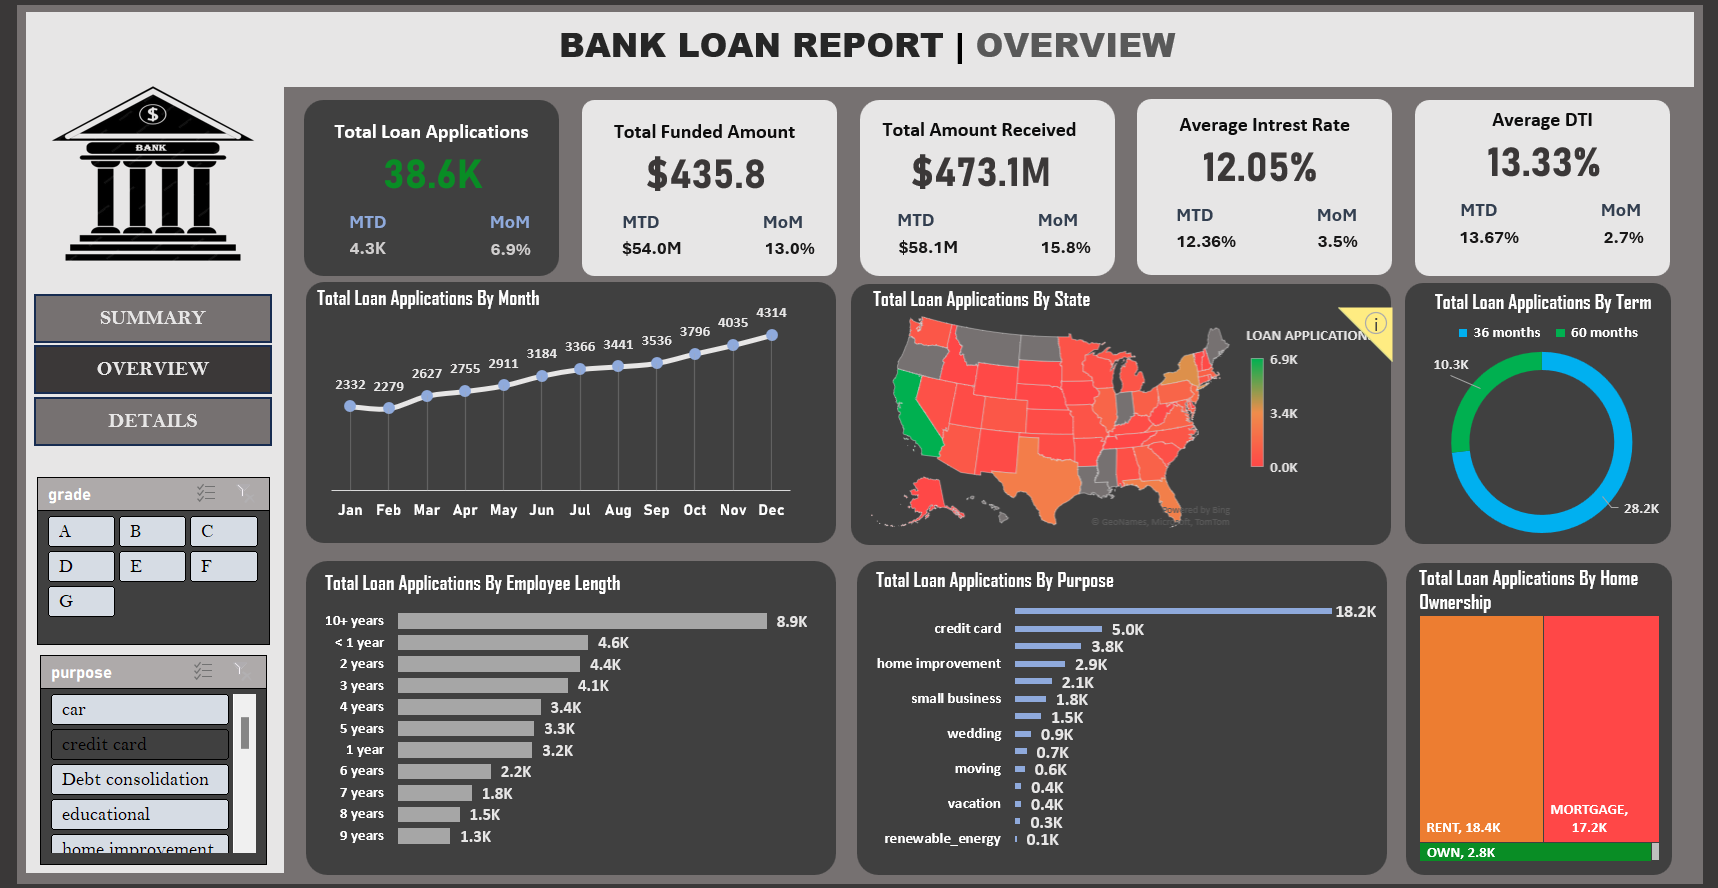 BANK LOAN REPORT | OVERVIEW
$
BANK
SUMMARY
OVERVIEW
DETAILS
grade
A
B
C
D
E
F
G
purpose
car
credit card
Debt consolidation
educational
home improvement
Total Loan Applications
38.6K
MTD
MoM
4.3K
6.9%
Total Funded Amount
$435.8
MTD
MoM
$54.0M
13.0%
Total Amount Received
$473.1M
MTD
MoM
$58.1M
15.8%
Average Intrest Rate
12.05%
MTD
MoM
12.36%
3.5%
Average DTI
13.33%
MTD
MoM
13.67%
2.7%
Total Loan Applications By Month
2332
2279
2627
2755
2911
3184
3366
3441
3536
3796
4035
4314
Jan
Feb
Mar
Apr
May
Jun
Jul
Aug
Sep
Oct
Nov
Dec
Total Loan Applications By State
LOAN APPLICATION
i
6.9K
3.4K
0.0K
Powered by Bing
© GeoNames, Microsoft, TomTom
Total Loan Applications By Term
36 months
60 months
10.3K
28.2K
Total Loan Applications By Employee Length
10+ years 8.9K
< 1 year 4.6K
2 years 4.4K
3 years 4.1K
4 years 3.4K
5 years 3.3K
1 year 3.2K
6 years 2.2K
7 years 1.8K
8 years 1.5K
9 years 1.3K
Total Loan Applications By Purpose
18.2K
credit card 5.0K
3.8K
home improvement 2.9K
2.1K
small business 1.8K
1.5K
wedding 0.9K
0.7K
moving 0.6K
0.4K
vacation 0.4K
0.3K
renewable_energy 0.1K
Total Loan Applications By Home
Ownership
RENT, 18.4K
MORTGAGE,
17.2K
OWN, 2.8K